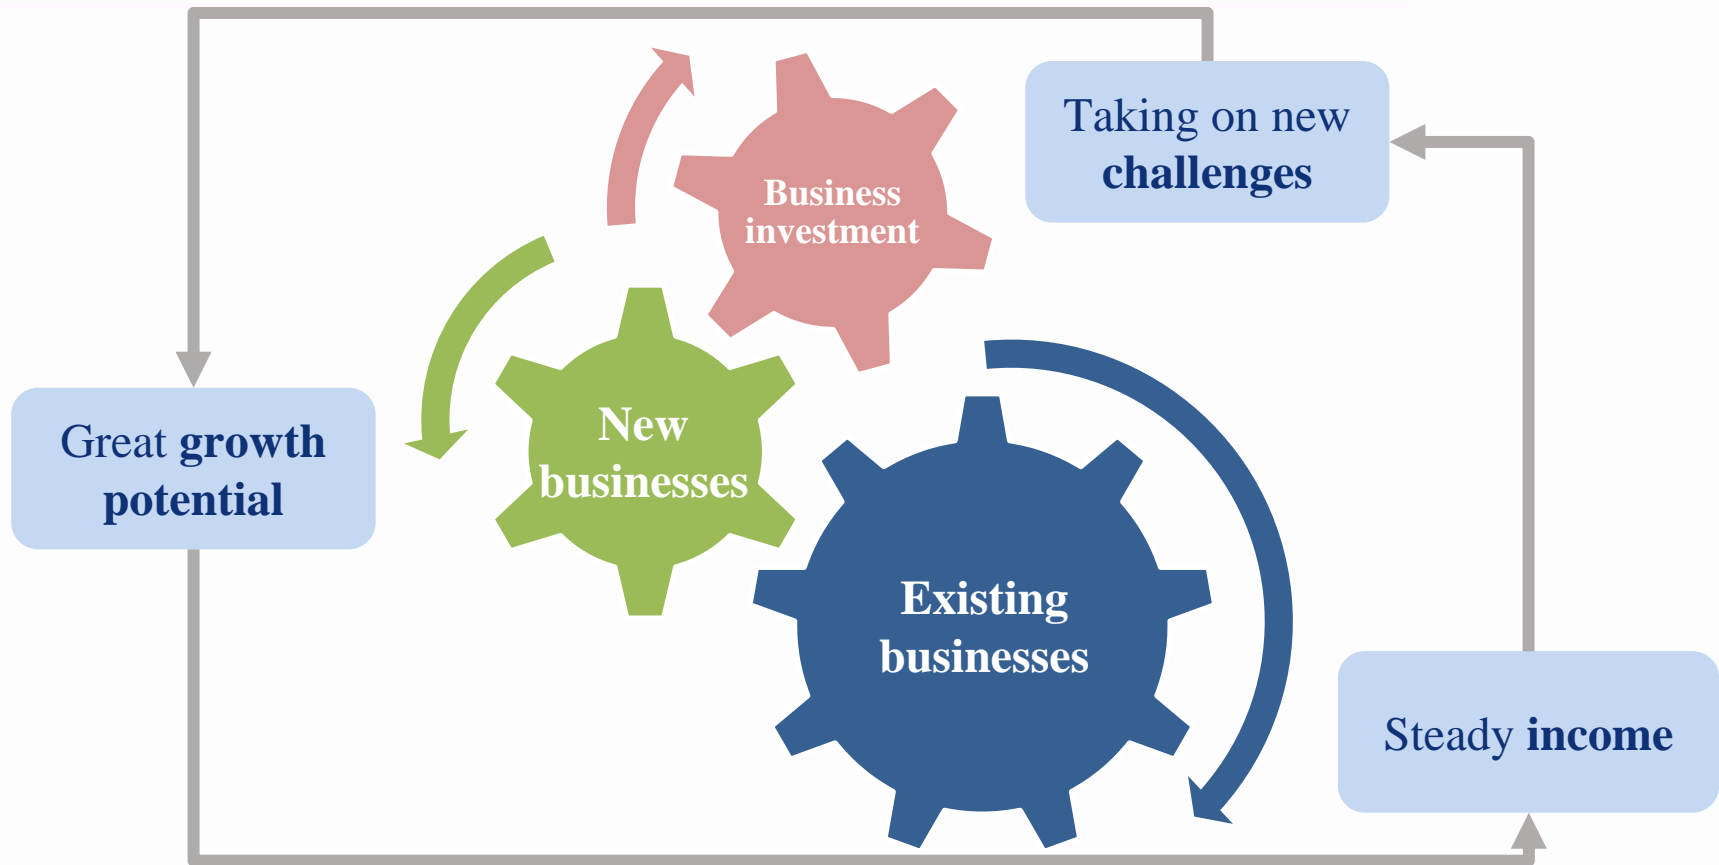 Taking on new
challenges
Business
investment
Great growth
potential
New
businesses
Existing
businesses
Steady income